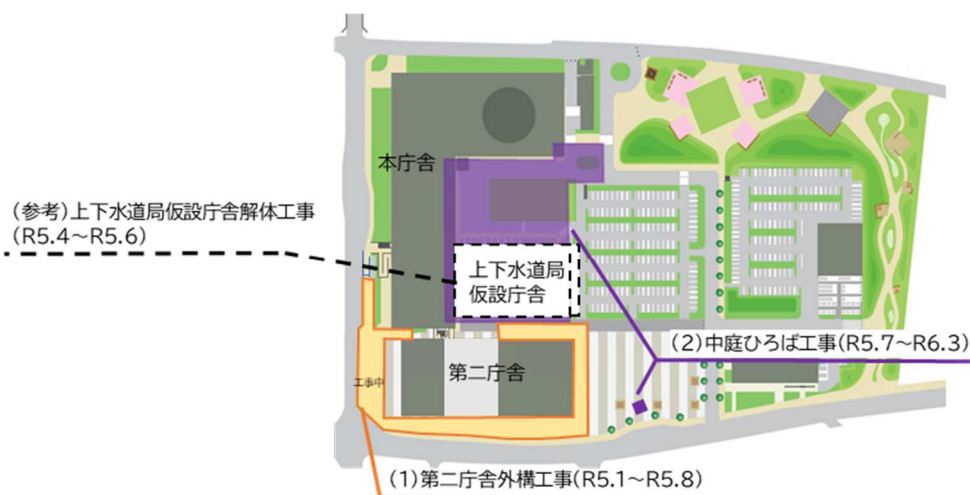 本庁舎
(参考)上下水道局仮設庁舎解体工事
(R5.4~R5.6)
上下水道局
仮設庁舎
(2)中庭ひろば工事(R5.7~R6.3)
第二庁舎
工事中
(1)第二庁舎外構工事(R5.1~R5.8)